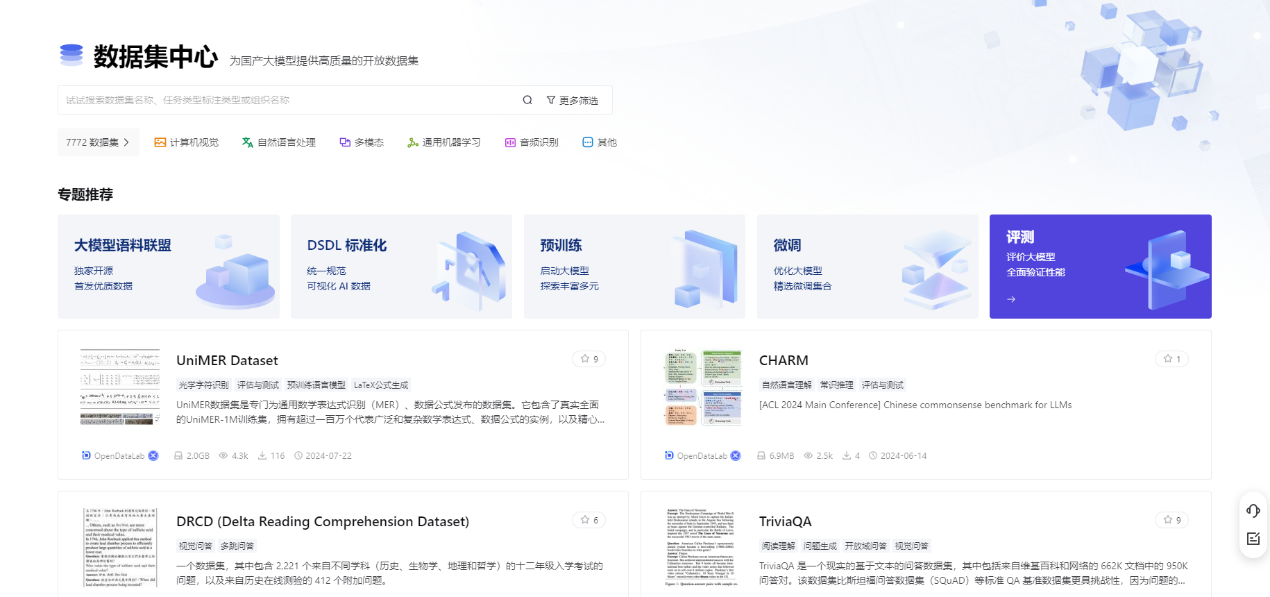 数据集中心 为国产大模型提供高质量的开放数据集
试试搜索数据集名称、任务类型标注类型或组织名称 更多筛选
7772 数据集 计算机视觉 自然语言处理 多模态 通用机器学习 音频识别 其他
专题推荐
大模型语料联盟
独家开源
首发优质数据
DSDL 标准化
统一规范
可视化 AI 数据
预训练
启动大模型
探索丰富多元
微调
优化大模型
精选微调集合
评测
评价大模型
全面验证性能
UniMER Dataset 9
光学字符识别 评估与测试 预训练语言模型 LaTeX公式生成
UniMER数据集是专门为通用数学表达式识别（MER）、数据公式发布的数据集。它包含了真实全面
的UniMER-1M训练集，拥有超过一百万个代表广泛和复杂数学表达式、数据公式的实例，以及精心...
OpenDataLab 2.0GB 4.3k 116 2024-07-22
CHARM 1
自然语言理解 常识推理 评估与测试
[ACL 2024 Main Conference] Chinese commonsense benchmark for LLMs
OpenDataLab 6.9MB 2.5k 4 2024-06-14
DRCD (Delta Reading Comprehension Dataset) 6
视觉问答 多跳问答
一个数据集，其中包含 2,221 个来自不同学科（历史、生物学、地理和哲学）的十二年级入学考试的
问题，以及来自历史在线测验的 412 个附加问题。
TriviaQA 9
阅读理解 问题生成 开放域问答 视觉问答
TriviaQA 是一个现实的基于文本的问答数据集，其中包括来自维基百科和网络的 662K 文档中的 950K
问答对。该数据集比斯坦福问答数据集（SQuAD）等标准 QA 基准数据集更具挑战性，因为问题的...